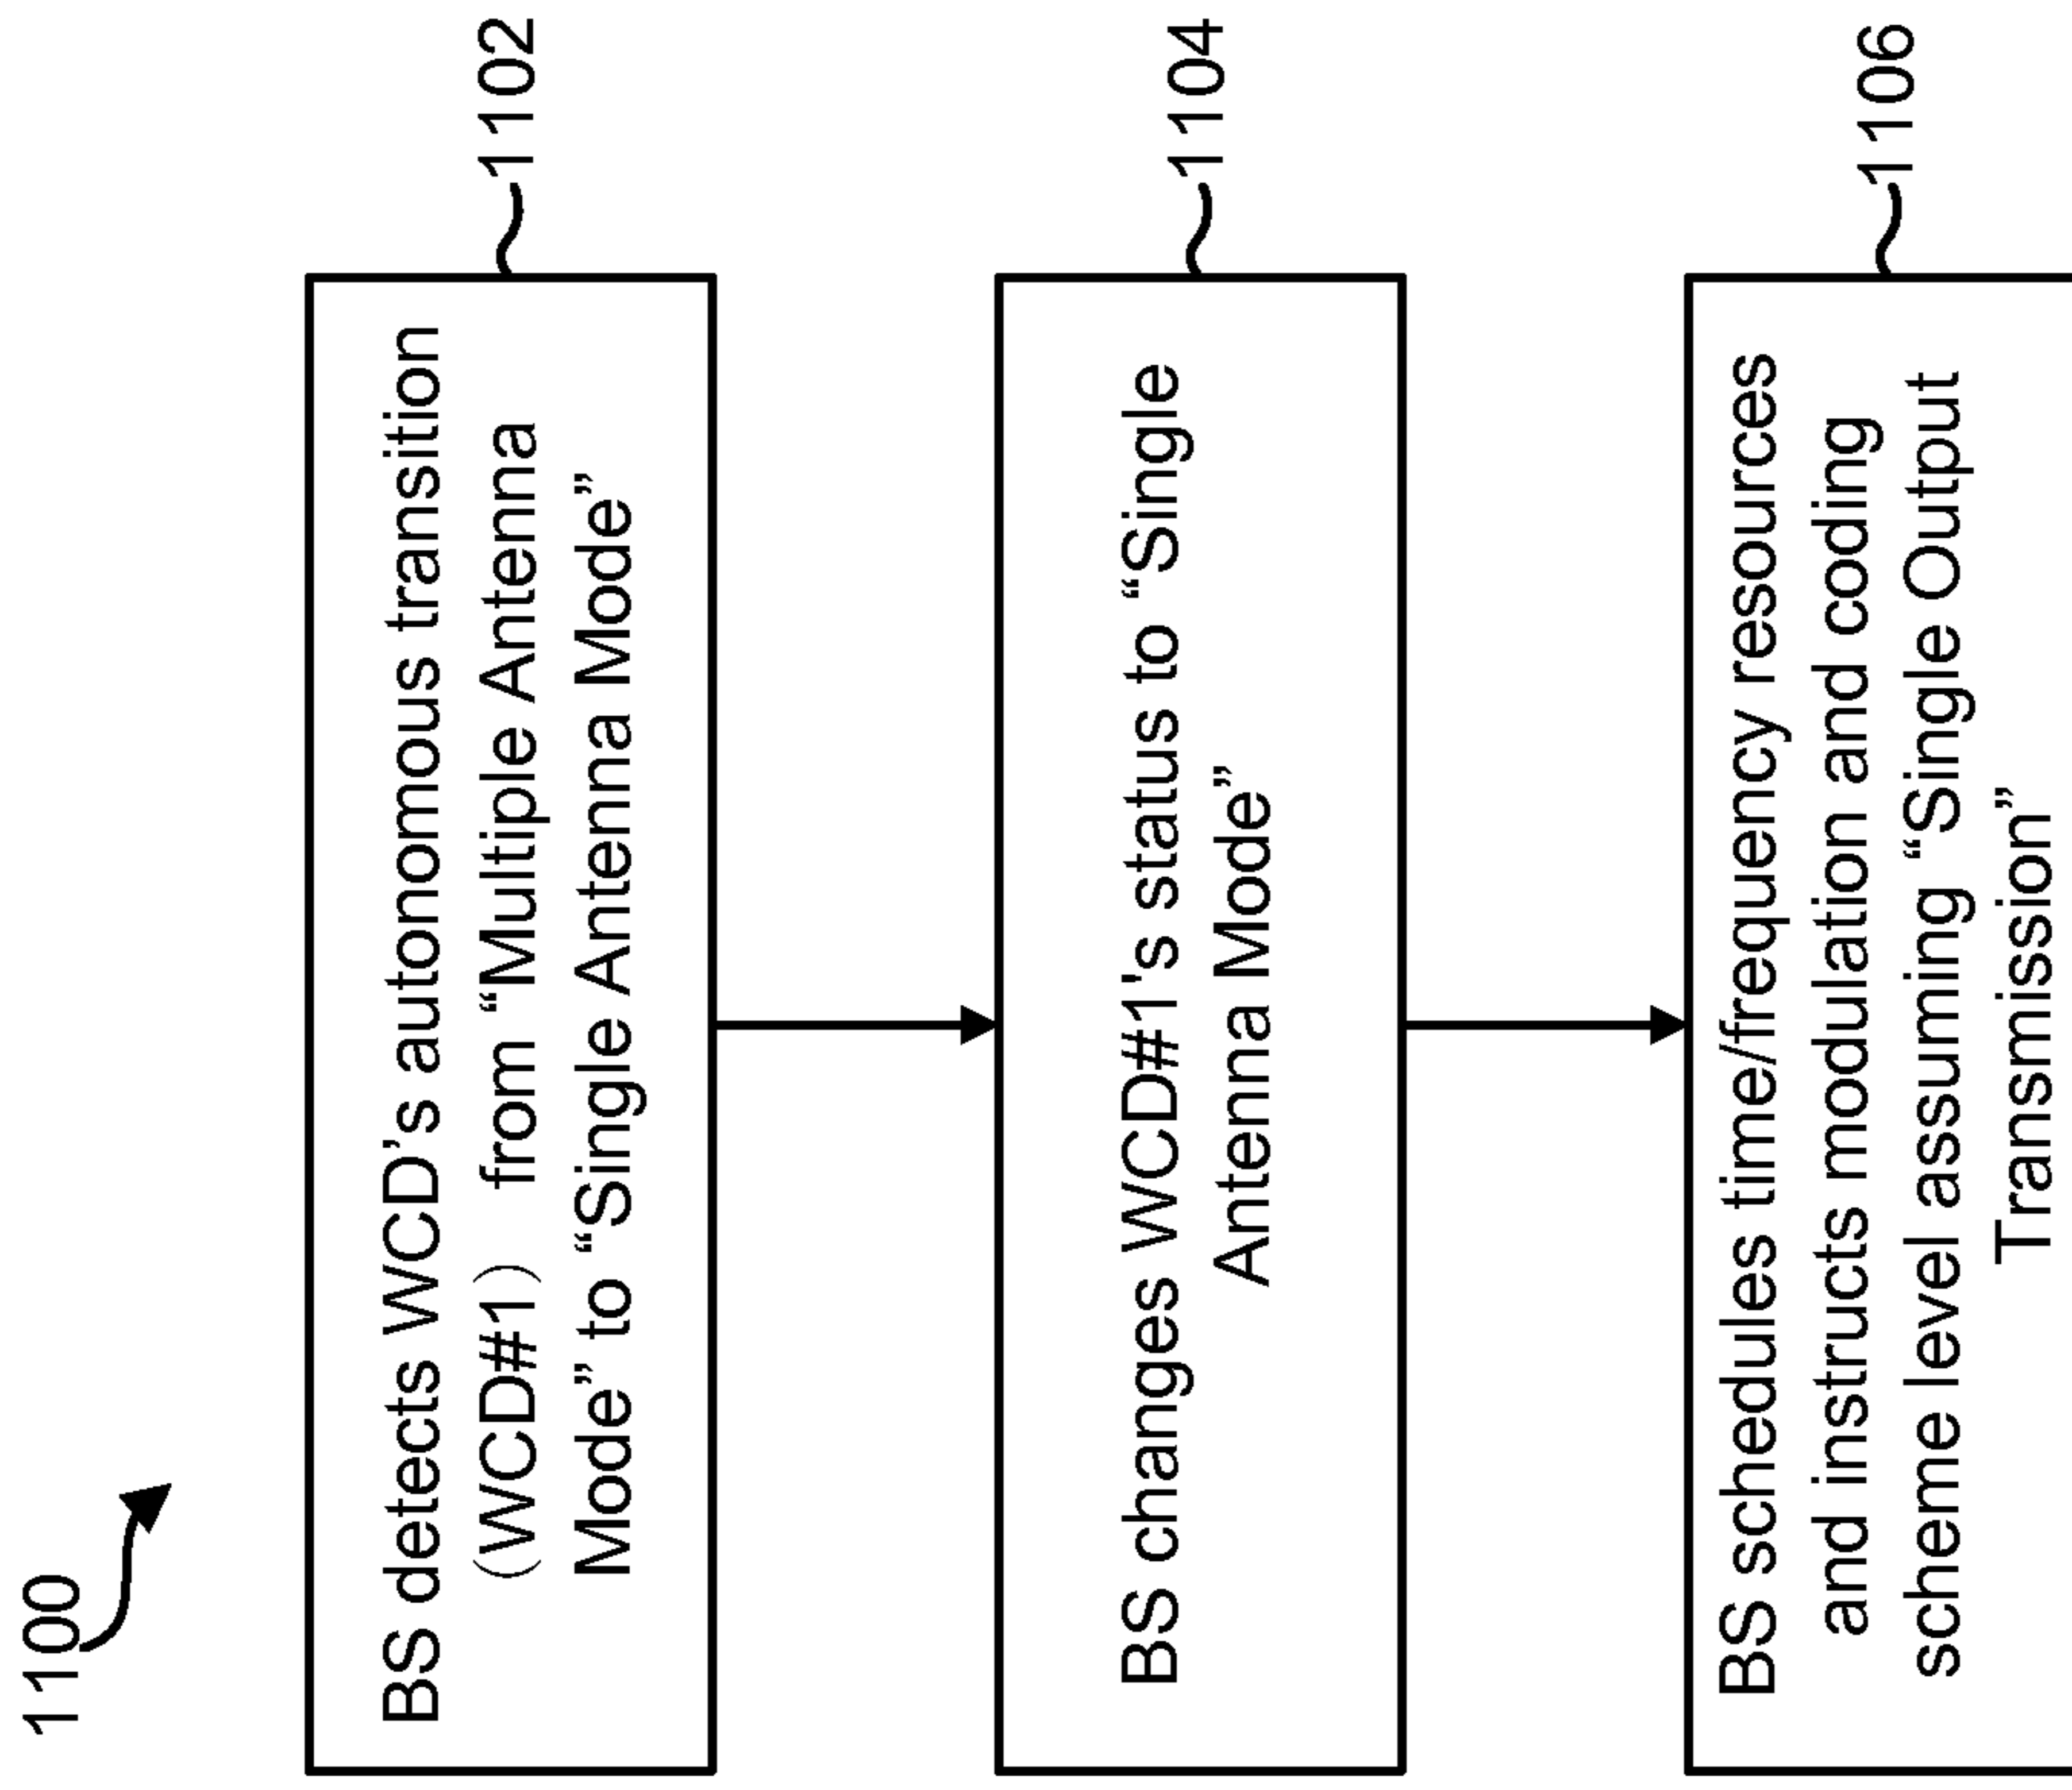 1100
BS detects WCD’s autonomous transition
(WCD#1) from “Multiple Antenna
Mode” to “Single Antenna Mode”
1102
BS changes WCD#1's status to “Single
Antenna Mode”
1104
BS schedules time/frequency resources
and instructs modulation and coding
scheme level assuming “Single Output
Transmission”
1106